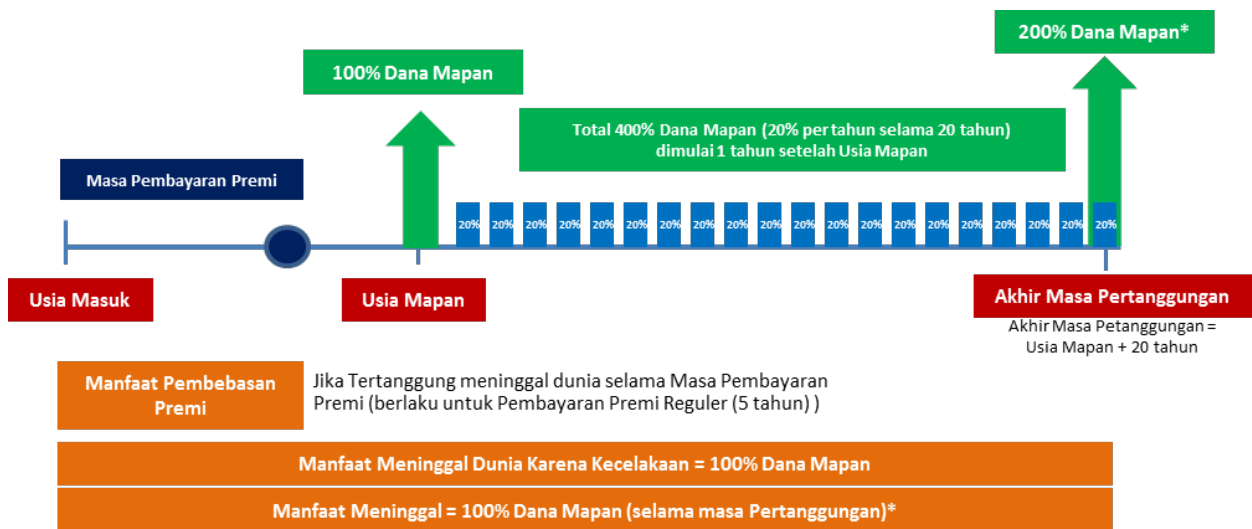 200% Dana Mapan*
100% Dana Mapan
Total 400% Dana Mapan (20% per tahun selama 20 tahun)
dimulai 1 tahun setelah Usia Mapan
Masa Pembayaran Premi
20% 20% 20% 20% 20% 20% 20% 20% 20% 20% 20% 20% 20% 20% 20% 20% 20% 20% 20% 20%
Usia Masuk
Usia Mapan
Akhir Masa Pertanggungan
Akhir Masa Petanggungan =
Usia Mapan + 20 tahun
Manfaat Pembebasan
Premi
Jika Tertanggung meninggal dunia selama Masa Pembayaran
Premi (berlaku untuk Pembayaran Premi Reguler (5 tahun) )
Manfaat Meninggal Dunia Karena Kecelakaan = 100% Dana Mapan
Manfaat Meninggal = 100% Dana Mapan (selama masa Pertanggungan)*